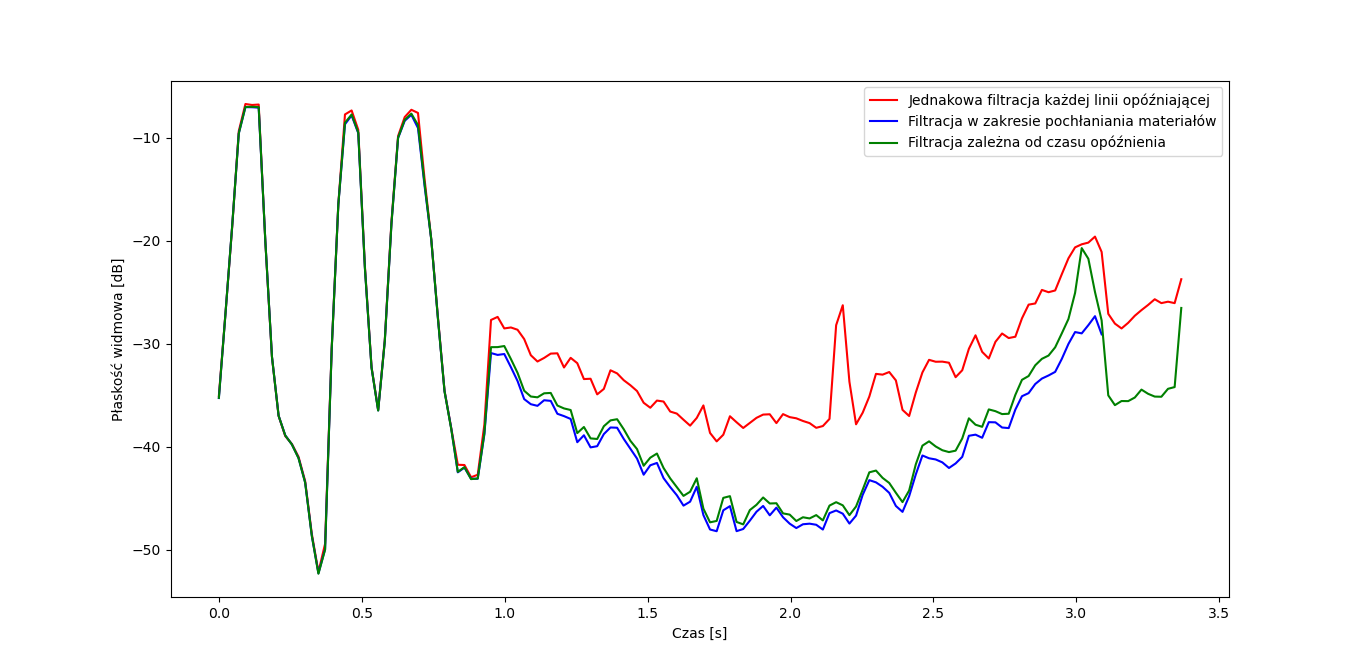 Jednakowa filtracja każdej linii opóźniającej
Filtracja w zakresie pochłaniania materiałów
Filtracja zależna od czasu opóźnienia
Płaskość widmowa [dB]
−10
−20
−30
−40
−50
0.0 0.5 1.0 1.5 2.0 2.5 3.0 3.5
Czas [s]